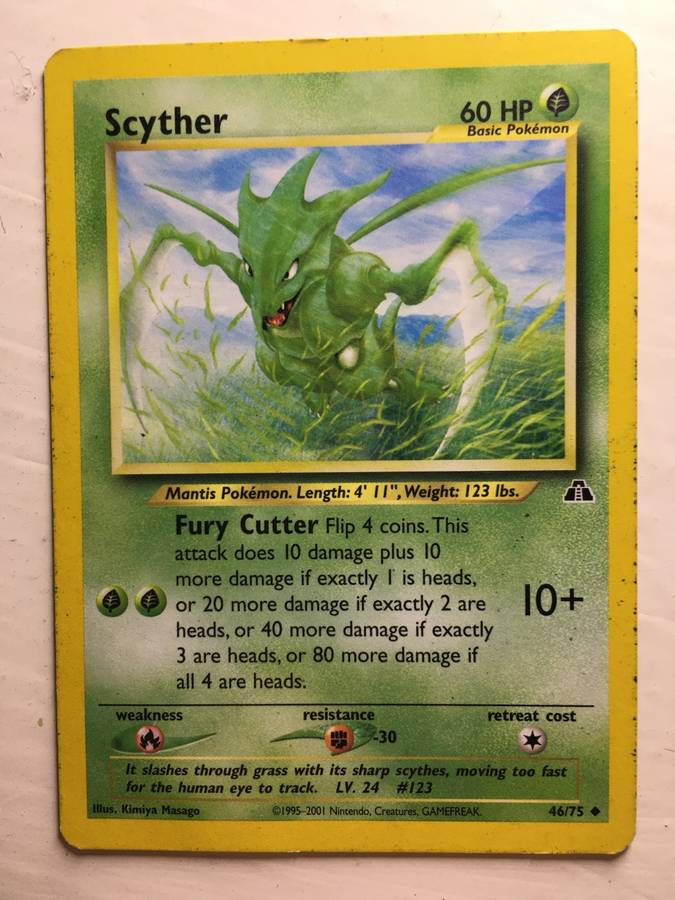 Scyther
60 HP
Basic Pokémon
Mantis Pokémon. Length: 4' 11", Weight: 123 lbs.
Fury Cutter Flip 4 coins. This
attack does 10 damage plus 10
more damage if exactly 1 is heads,
or 20 more damage if exactly 2 are
heads, or 40 more damage if exactly
3 are heads, or 80 more damage if
all 4 are heads.
10+
weakness
resistance
retreat cost
-30
It slashes through grass with its sharp scythes, moving too fast
for the human eye to track. LV. 24 #123
Illus. Kimiya Masago
©1995-2001 Nintendo, Creatures, GAMEFREAK.
46/75